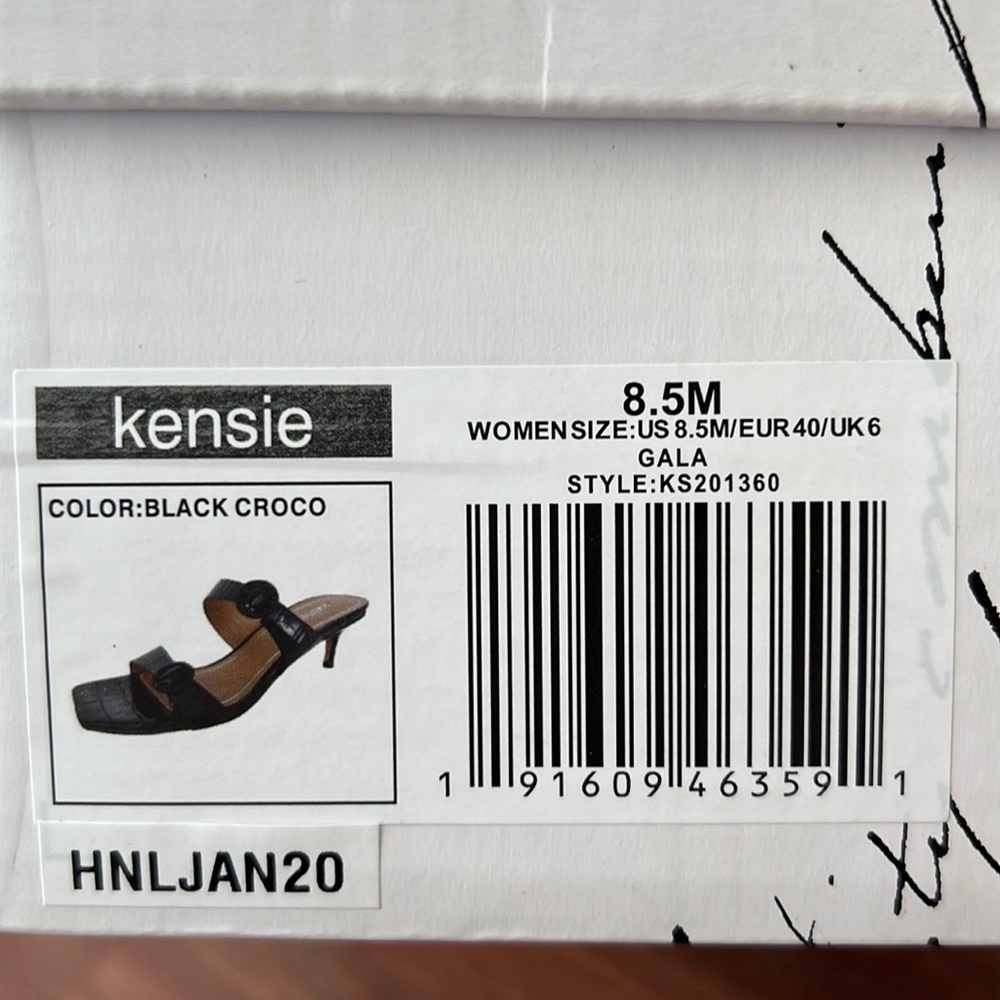 kensie
8.5M
WOMEN SIZE:US 8.5M/EUR 40/UK 6
GALA
STYLE:KS201360
COLOR:BLACK CROCO
1 91609 46359 1
HNLJAN20